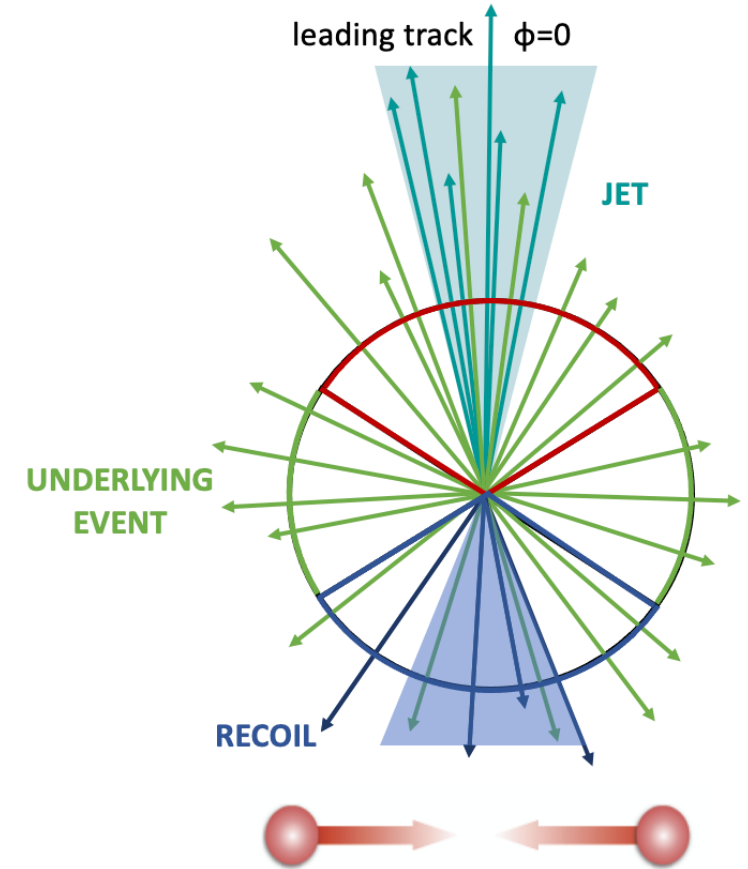 leading track ϕ=0
JET
UNDERLYING
EVENT
RECOIL